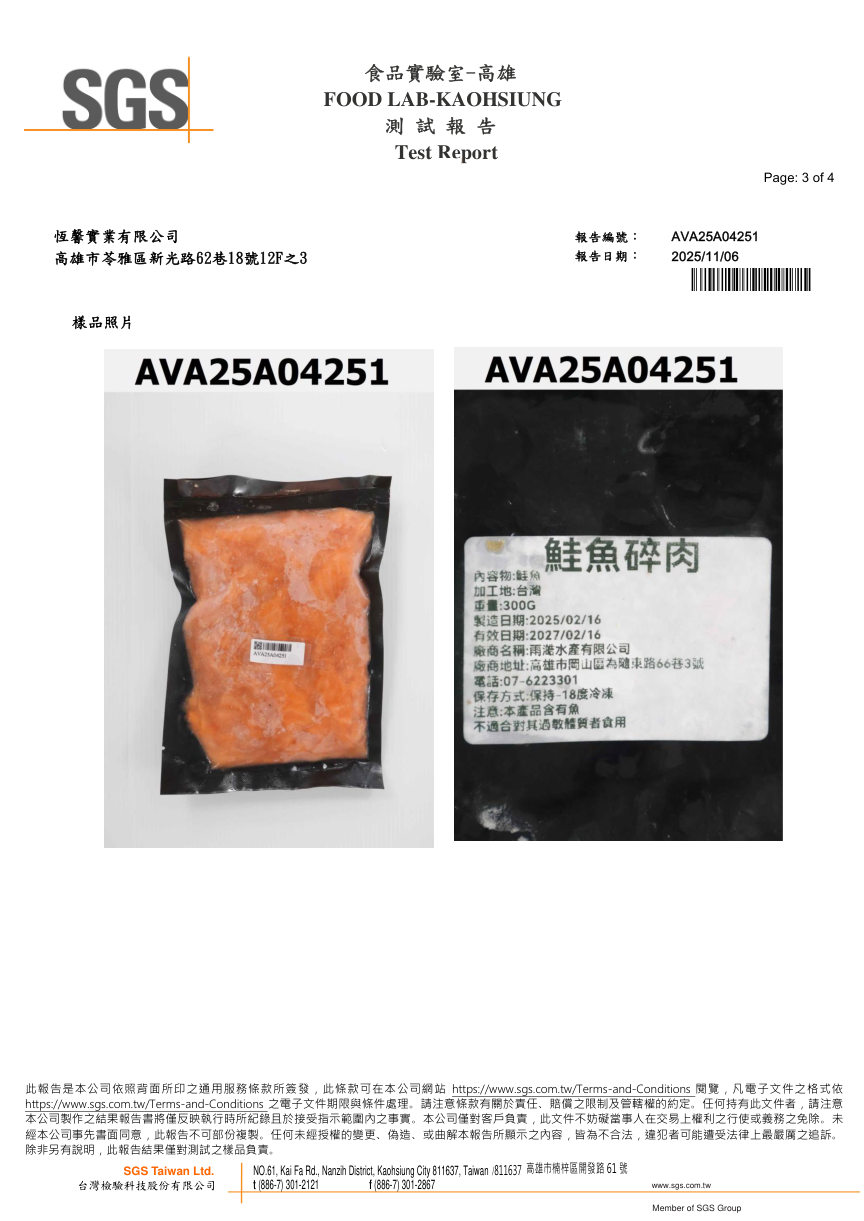 SGS
食品實驗室-高雄
FOOD LAB-KAOHSIUNG
測 試 報 告
Test Report
Page: 3 of 4
恆馨實業有限公司
高雄市苓雅區新光路62巷18號12F之3
報告編號： AVA25A04251
報告日期： 2025/11/06
樣品照片
AVA25A04251
AVA25A04251
AVA25A04251
鮭魚碎肉
內容物:鮭魚
加工地:台灣
重量:300G
製造日期:2025/02/16
有效日期:2027/02/16
廠商名稱:雨漾水產有限公司
廠商地址:高雄市岡山區為隨東路66巷3號
電話:07-6223301
保存方式:保持-18度冷凍
注意:本產品含有魚
不適合對其過敏體質者食用
此報告是本公司依照背面所印之通用服務條款所簽發，此條款可在本公司網站 https://www.sgs.com.tw/Terms-and-Conditions 閱覽，凡電子文件之格式依
https://www.sgs.com.tw/Terms-and-Conditions 之電子文件期限與條件處理。請注意條款有關於責任、賠償之限制及管轄權的約定。任何持有此文件者，請注意
本公司製作之結果報告書將僅反映執行時所紀錄且於接受指示範圍內之事實。本公司僅對客戶負責，此文件不妨礙當事人在交易上權利之行使或義務之免除。未
經本公司事先書面同意，此報告不可部份複製。任何未經授權的變更、偽造、或曲解本報告所顯示之內容，皆為不合法，違犯者可能遭受法律上最嚴厲之追訴。
除非另有說明，此報告結果僅對測試之樣品負責。
SGS Taiwan Ltd.
台灣檢驗科技股份有限公司
NO.61, Kai Fa Rd., Nanzih District, Kaohsiung City 811637, Taiwan /811637 高雄市楠梓區開發路 61 號
t (886-7) 301-2121 f (886-7) 301-2867
www.sgs.com.tw
Member of SGS Group